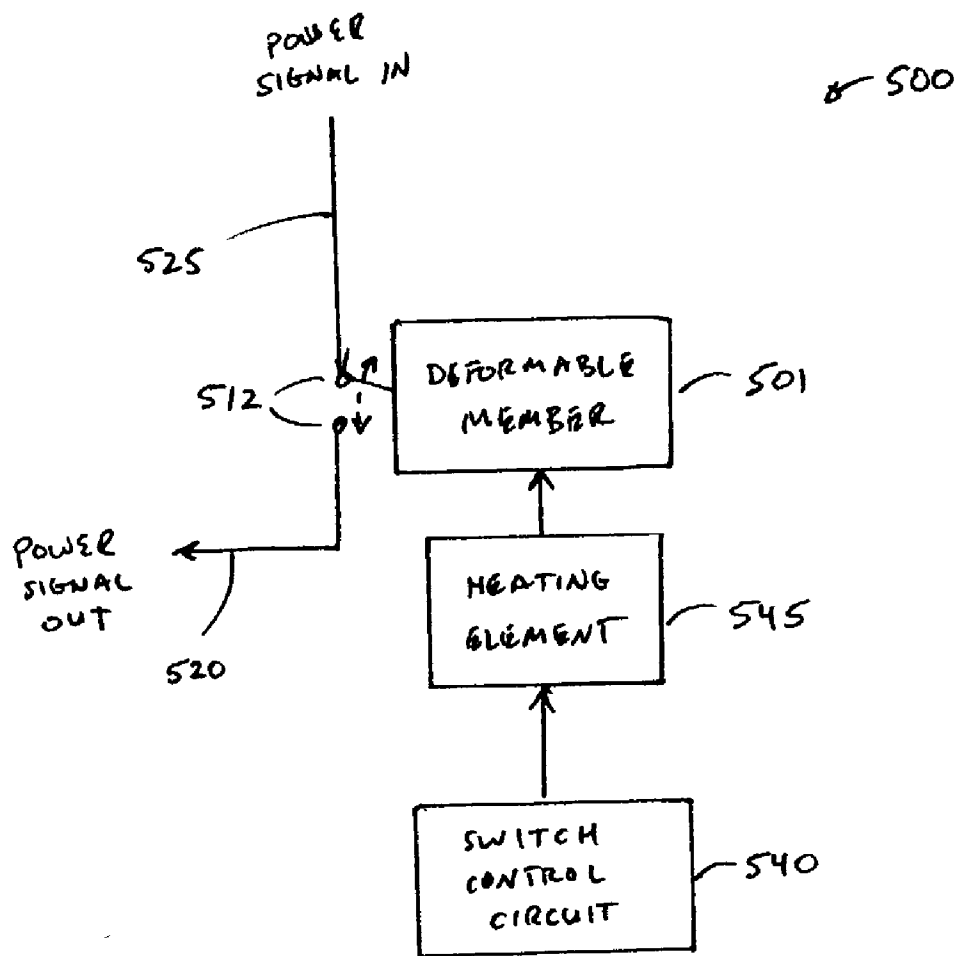 POWER
SIGNAL IN
500
525
512
DEFORMABLE
MEMBER
501
POWER
SIGNAL
OUT
520
HEATING
ELEMENT
545
SWITCH
CONTROL
CIRCUIT
540